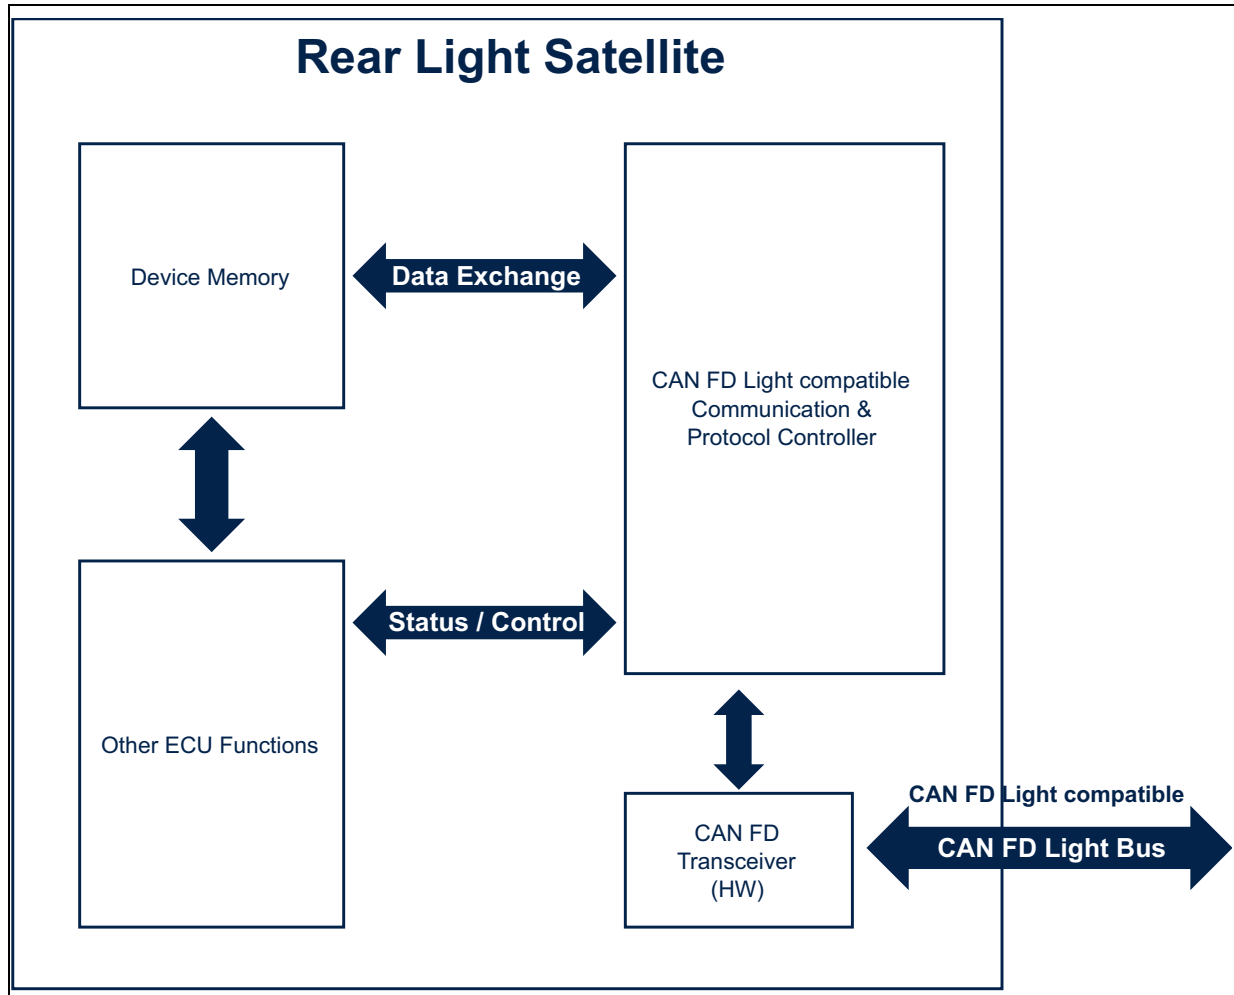 Rear Light Satellite
Device Memory
Data Exchange
CAN FD Light compatible
Communication &
Protocol Controller
Status / Control
Other ECU Functions
CAN FD
Transceiver
(HW)
CAN FD Light compatible
CAN FD Light Bus